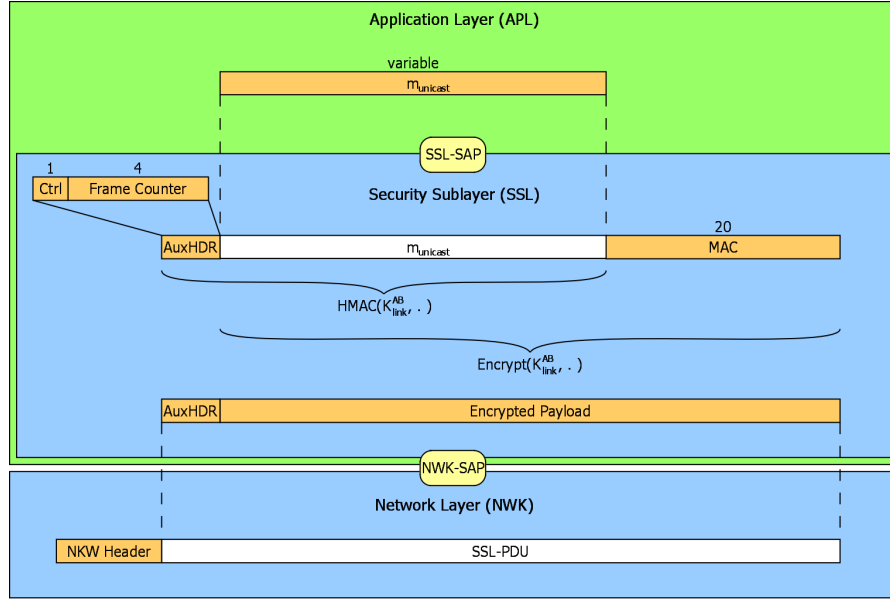 Application Layer (APL)
variable
m_unicast
SSL-SAP
1 4
Ctrl Frame Counter
Security Sublayer (SSL)
20
AuxHDR m_unicast MAC
HMAC(K^AB_link, . )
Encrypt(K^AB_link, . )
AuxHDR Encrypted Payload
NWK-SAP
Network Layer (NWK)
NKW Header SSL-PDU